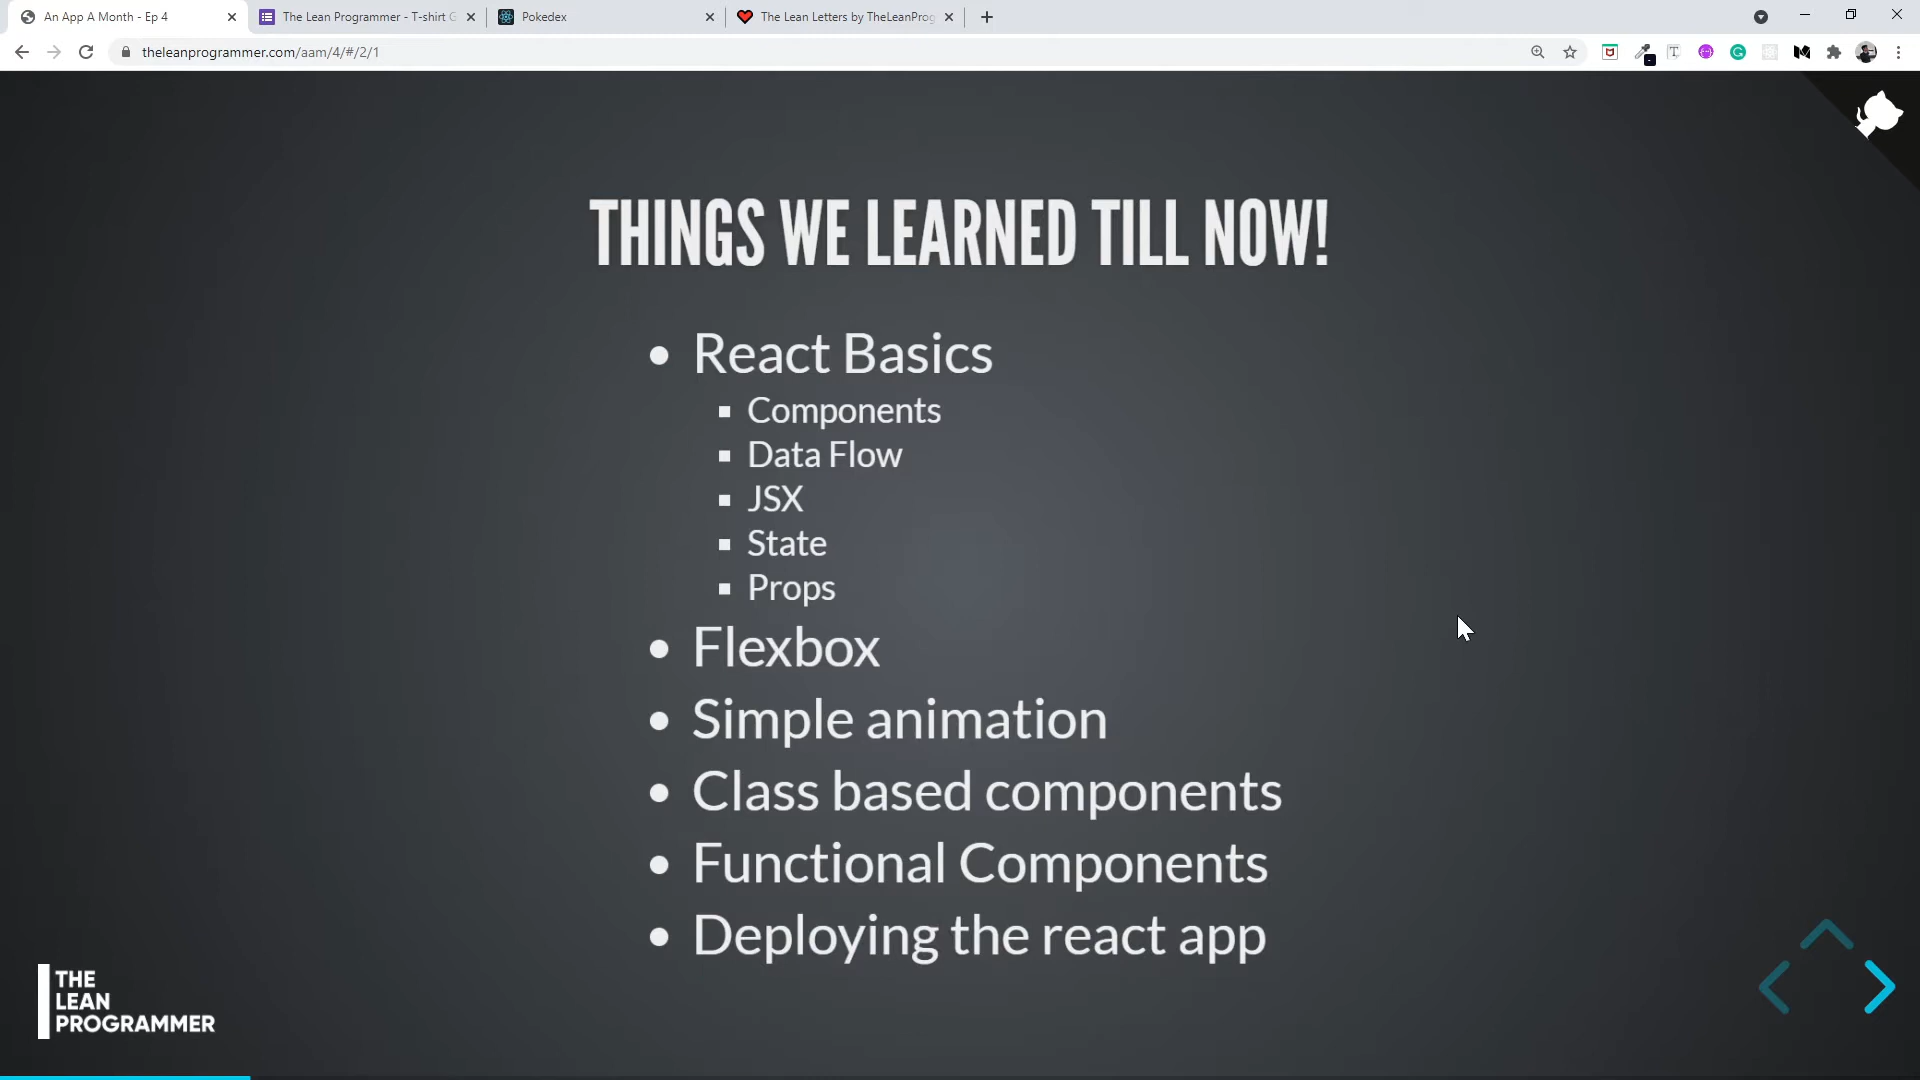 An App A Month - Ep 4
The Lean Programmer - T-shirt G
Pokedex
The Lean Letters by TheLeanProg
theleanprogrammer.com/aam/4/#/2/1
THINGS WE LEARNED TILL NOW!
React Basics
Components
Data Flow
JSX
State
Props
Flexbox
Simple animation
Class based components
Functional Components
Deploying the react app
THE
LEAN
PROGRAMMER